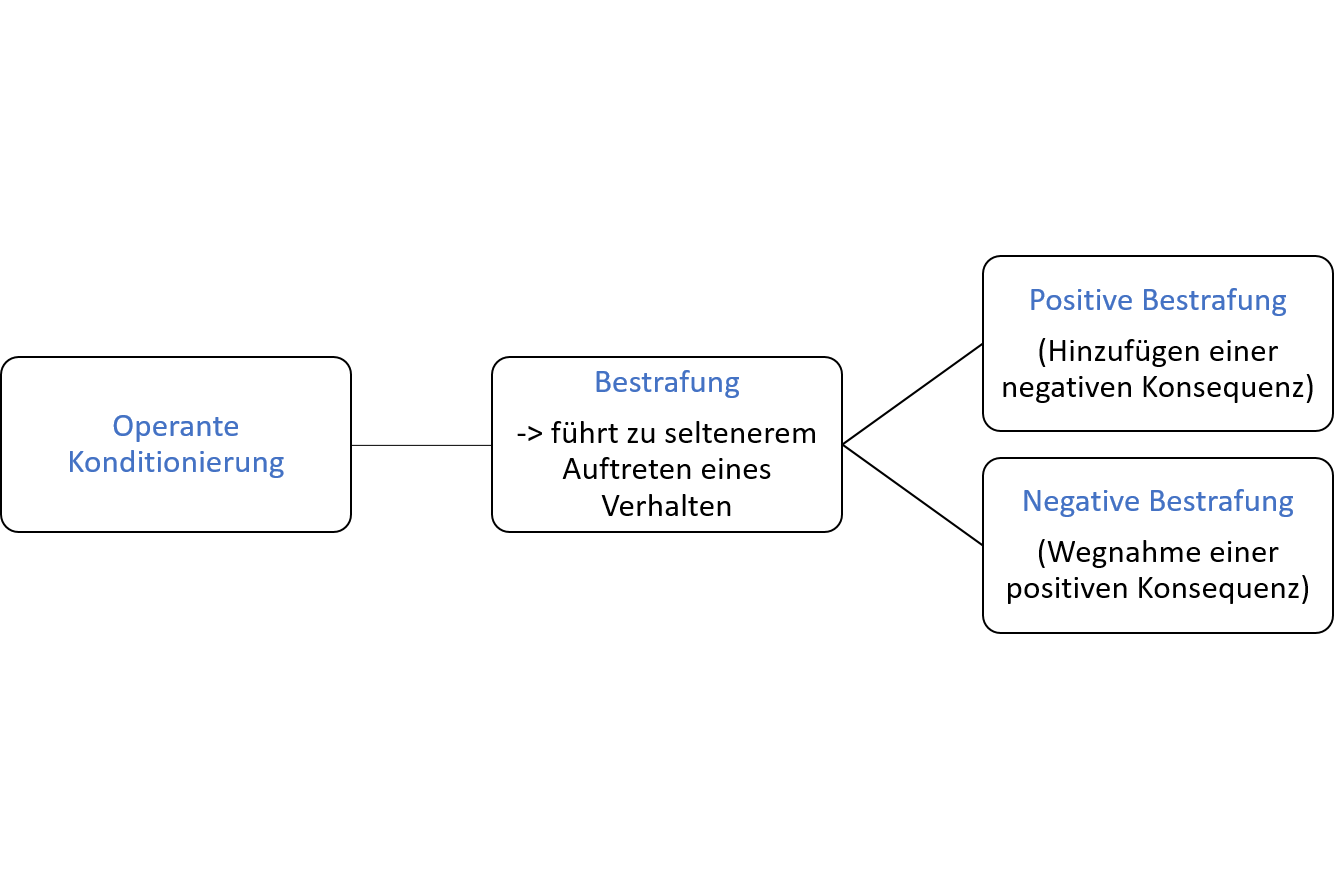 Operante
Konditionierung
Bestrafung
-> führt zu seltenerem
Auftreten eines
Verhalten
Positive Bestrafung
(Hinzufügen einer
negativen Konsequenz)
Negative Bestrafung
(Wegnahme einer
positiven Konsequenz)